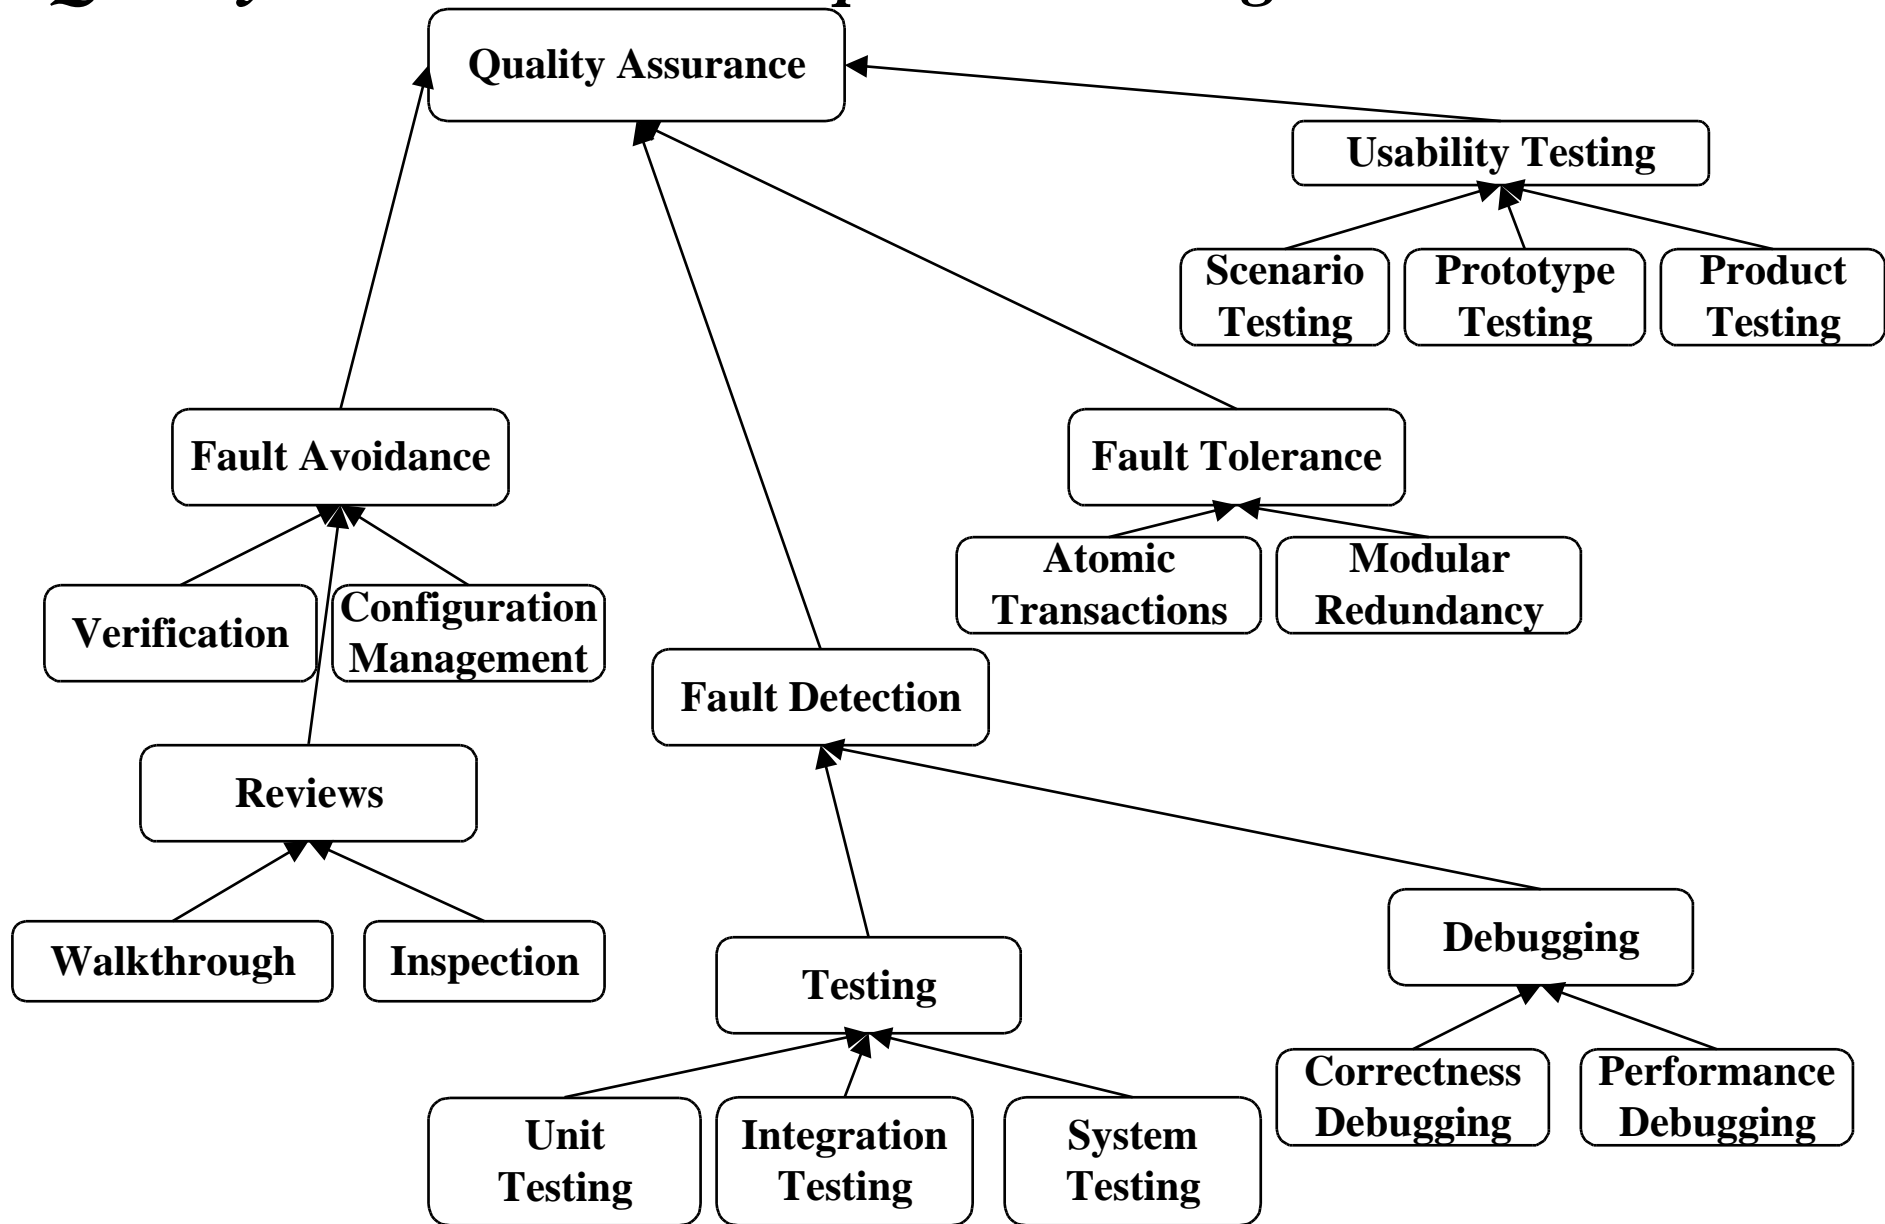 Quality Assurance
Usability Testing
Scenario
Testing
Prototype
Testing
Product
Testing
Fault Avoidance
Fault Tolerance
Atomic
Transactions
Modular
Redundancy
Verification
Configuration
Management
Fault Detection
Reviews
Walkthrough
Inspection
Testing
Debugging
Unit
Testing
Integration
Testing
System
Testing
Correctness
Debugging
Performance
Debugging